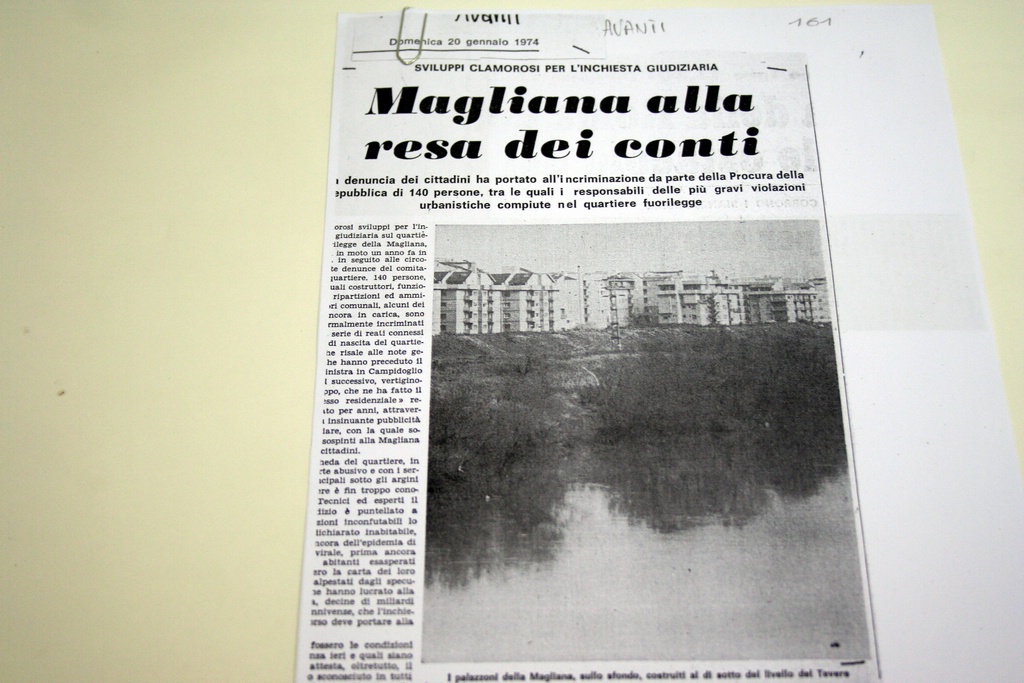 Avanti
AVANTI
161
Domenica 20 gennaio 1974
SVILUPPI CLAMOROSI PER L'INCHIESTA GIUDIZIARIA
Magliana alla
resa dei conti
denuncia dei cittadini ha portato all'incriminazione da parte della Procura della
epubblica di 140 persone, tra le quali i responsabili delle più gravi violazioni
urbanistiche compiute nel quartiere fuorilegge
orosi sviluppi per l'in-
giudiziaria sul quartie-
ilegge della Magliana,
in moto un anno fa in
in seguito alle circo-
te denunce del comita-
quartiere. 140 persone,
uali costruttori, funzio-
ripartizioni ed ammi-
ri comunali, alcuni dei
ncora in carica, sono
rmalmente incriminati
serie di reati connessi
di nascita del quartie-
he risale alle note ge-
he hanno preceduto il
inistra in Campidoglio
l successivo, vertigino-
ppo, che ne ha fatto il
sso residenziale» re-
to per anni, attraver-
insinuante pubblicità
iare, con la quale so-
sospinti alla Magliana
cittadini.
neda del quartiere, in
te abusivo e con i ser-
icipali sotto gli argini
re è fin troppo cono-
Tecnici ed esperti il
lizio è puntellato a
zioni inconfutabili lo
lichiarato inabitabile,
ncora dell'epidemia di
virale, prima ancora
abitanti esasperati
ero la carta dei loro
alpestati dagli specu-
he hanno lucrato alla
a, decine di miliardi
nnivenze, che l'inchie-
rso deve portare alla
fossero le condizioni
nza ieri e quali siano
attesta, oltretutto, il
o sconosciuto in tutti
I palazzoni della Magliana, sullo sfondo, costruiti al di sotto del livello del Tevere